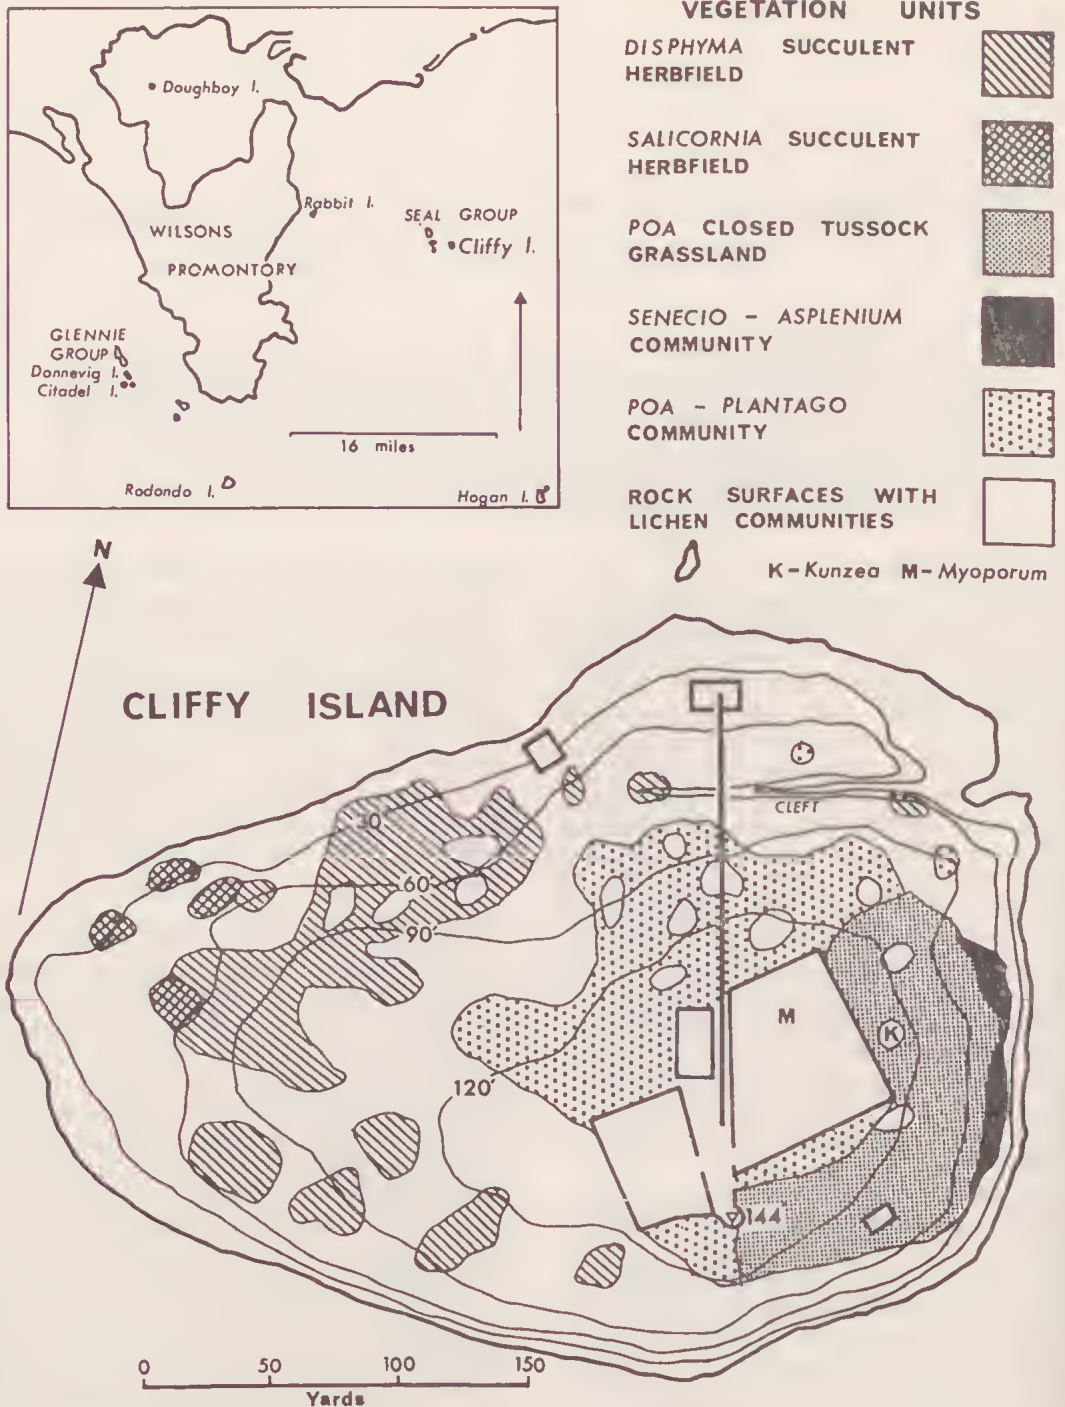 Doughboy I.
Rabbit I.
SEAL GROUP
Cliffy I.
WILSONS
PROMONTORY
GLENNIE
GROUP
Dannevig I.
Citadel I.
16 miles
Rodondo I.
Hogan I.
VEGETATION UNITS
DISPHYMA SUCCULENT
HERBFIELD
SALICORNIA SUCCULENT
HERBFIELD
POA CLOSED TUSSOCK
GRASSLAND
SENECIO - ASPLENIUM
COMMUNITY
POA - PLANTAGO
COMMUNITY
ROCK SURFACES WITH
LICHEN COMMUNITIES
K-Kunzea M-Myoporum
N
CLIFFY ISLAND
CLEFT
30
60'
90'
M
K
120'
144'
0 50 100 150
Yards